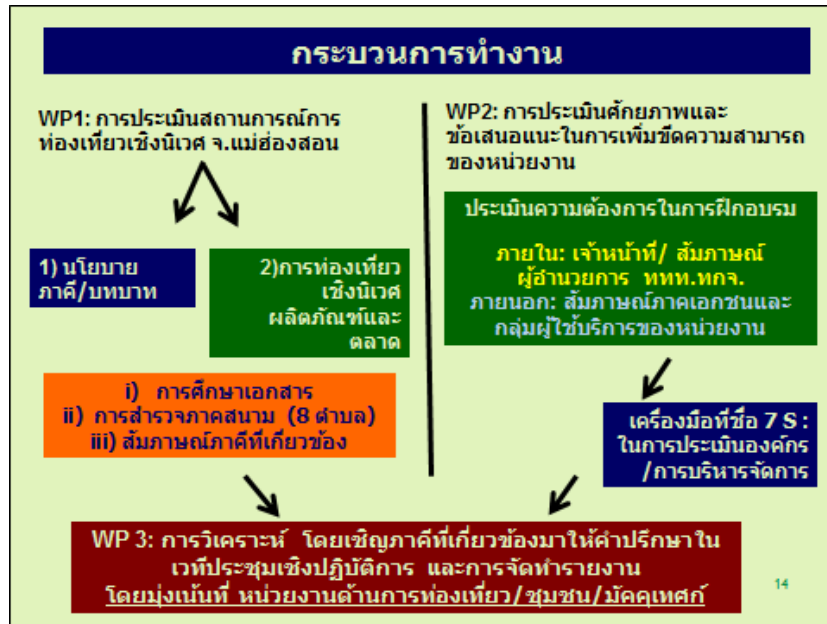 กระบวนการทำงาน
WP1: การประเมินสถานการณ์การ
ท่องเที่ยวเชิงนิเวศ จ.แม่ฮ่องสอน
1) นโยบาย
ภาคี/บทบาท
2)การท่องเที่ยว
เชิงนิเวศ
ผลิตภัณฑ์และ
ตลาด
i) การศึกษาเอกสาร
ii) การสำรวจภาคสนาม (8 ตำบล)
iii) สัมภาษณ์ภาคีที่เกี่ยวข้อง
WP2: การประเมินศักยภาพและ
ข้อเสนอแนะในการเพิ่มขีดความสามารถ
ของหน่วยงาน
ประเมินความต้องการในการฝึกอบรม
ภายใน: เจ้าหน้าที่/ สัมภาษณ์
ผู้อำนวยการ ททท.ทกจ.
ภายนอก: สัมภาษณ์ภาคเอกชนและ
กลุ่มผู้ใช้บริการของหน่วยงาน
เครื่องมือที่ชื่อ 7 S :
ในการประเมินองค์กร
/การบริหารจัดการ
WP 3: การวิเคราะห์ โดยเชิญภาคีที่เกี่ยวข้องมาให้คำปรึกษาใน
เวทีประชุมเชิงปฏิบัติการ และการจัดทำรายงาน
โดยมุ่งเน้นที่ หน่วยงานด้านการท่องเที่ยว/ชุมชน/มัคคุเทศก์
14